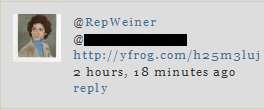 @RepWeiner
@
http://yfrog.com/h25m3luj
2 hours, 18 minutes ago
reply